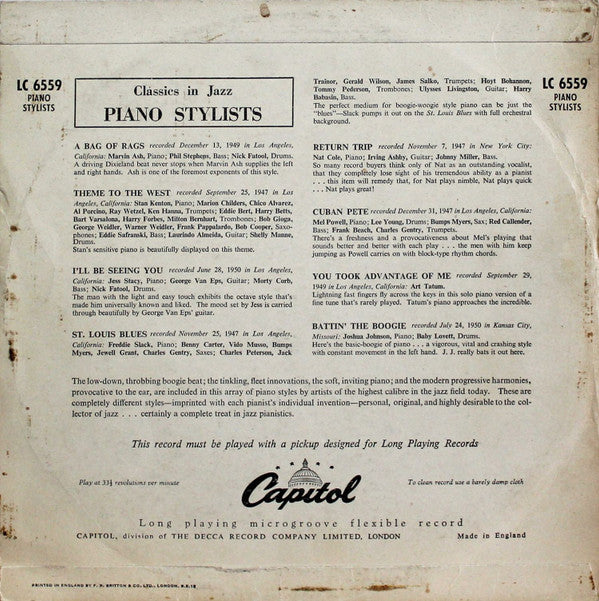 LC 6559
PIANO
STYLISTS
Classics in Jazz
PIANO STYLISTS
A BAG OF RAGS recorded December 13, 1949 in Los Angeles,
California: Marvin Ash, Piano; Phil Stephens, Bass; Nick Fatool, Drums.
A driving Dixieland beat never stops when Marvin Ash supplies the left
and right hands. Ash is one of the foremost exponents of this style.
THEME TO THE WEST recorded September 25, 1947 in Los
Angeles, California: Stan Kenton, Piano; Marion Childers, Chico Alvarez,
Al Porcino, Ray Wetzel, Ken Hanna, Trumpets; Eddie Bert, Harry Betts,
Bart Varsalona, Harry Forbes, Milton Bernhart, Trombones; Bob Gioga,
George Weidler, Warner Weidler, Frank Pappalardo, Bob Cooper, Saxo-
phones; Eddie Safranski, Bass; Laurindo Almeida, Guitar; Shelly Manne,
Drums.
Stan's sensitive piano is beautifully displayed on this theme.
I'LL BE SEEING YOU recorded June 28, 1950 in Los Angeles,
California: Jess Stacy, Piano; George Van Eps, Guitar; Morty Corb,
Bass; Nick Fatool, Drums.
The man with the light and easy touch exhibits the octave style that's
made him universally known and liked. The mood set by Jess is carried
through beautifully by George Van Eps' guitar.
ST. LOUIS BLUES recorded November 25, 1947 in Los Angeles,
California: Freddie Slack, Piano; Benny Carter, Vido Musso, Bumps
Myers, Jewell Grant, Charles Gentry, Saxes; Charles Peterson, Jack
Trainor, Gerald Wilson, James Salko, Trumpets; Hoyt Bohannon,
Tommy Pederson, Trombones; Ulysses Livingston, Guitar; Harry
Babasin, Bass.
The perfect medium for boogie-woogie style piano can be just the
"blues"—Slack pumps it out on the St. Louis Blues with full orchestral
background.
RETURN TRIP recorded November 7, 1947 in New York City:
Nat Cole, Piano; Irving Ashby, Guitar; Johnny Miller, Bass.
So many record buyers think only of Nat as an outstanding vocalist,
that they completely lose sight of his tremendous ability as a pianist
. . . this item will remedy that, for Nat plays nimble, Nat plays quick
. . . Nat plays great!
CUBAN PETE recorded December 31, 1947 in Los Angeles, California:
Mel Powell, Piano; Lee Young, Drums; Bumps Myers, Sax; Red Callender,
Bass; Frank Beach, Charles Gentry, Trumpets.
There's a freshness and a provocativeness about Mel's playing that
sounds better and better with each play . . . the men with him keep
jumping as Powell carries on with block-type rhythm chords.
YOU TOOK ADVANTAGE OF ME recorded September 29,
1949 in Los Angeles, California: Art Tatum.
Lightning fast fingers fly across the keys in this solo piano version of a
fine tune that's rarely played. Tatum's piano approaches the incredible.
BATTIN' THE BOOGIE recorded July 24, 1950 in Kansas City,
Missouri: Joshua Johnson, Piano; Baby Lovett, Drums.
Here's the basic-boogie of piano . . . a vigorous, vital and crashing style
with constant movement in the left hand. J. J. really bats it out here.
LC 6559
PIANO
STYLISTS
The low-down, throbbing boogie beat; the tinkling, fleet innovations, the soft, inviting piano; and the modern progressive harmonies,
provocative to the ear, are included in this array of piano styles by artists of the highest calibre in the jazz field today. These are
completely different styles—imprinted with each pianist's individual invention—personal, original, and highly desirable to the col-
lector of jazz . . . certainly a complete treat in jazz pianistics.
This record must be played with a pickup designed for Long Playing Records
Play at 33⅓ revolutions per minute
Capitol
To clean record use a barely damp cloth
Long playing microgroove flexible record
CAPITOL, division of THE DECCA RECORD COMPANY LIMITED, LONDON
Made in England
PRINTED IN ENGLAND BY F. H. BRITTON & CO. LTD., LONDON, S.E.12